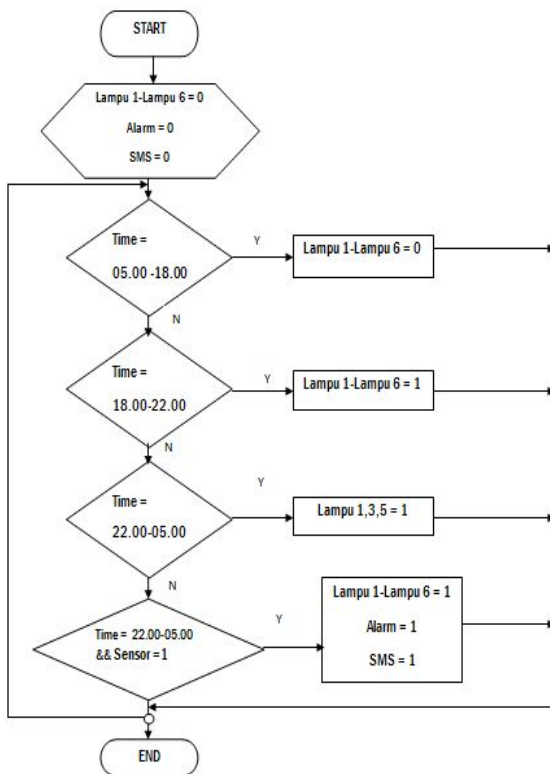 START
Lampu 1-Lampu 6 = 0
Alarm = 0
SMS = 0
Time =
05.00 -18.00
Y
Lampu 1-Lampu 6 = 0
N
Time =
18.00-22.00
Y
Lampu 1-Lampu 6 = 1
N
Time =
22.00-05.00
Y
Lampu 1,3,5 = 1
N
Time = 22.00-05.00
&& Sensor = 1
Y
Lampu 1-Lampu 6 = 1
Alarm = 1
SMS = 1
END